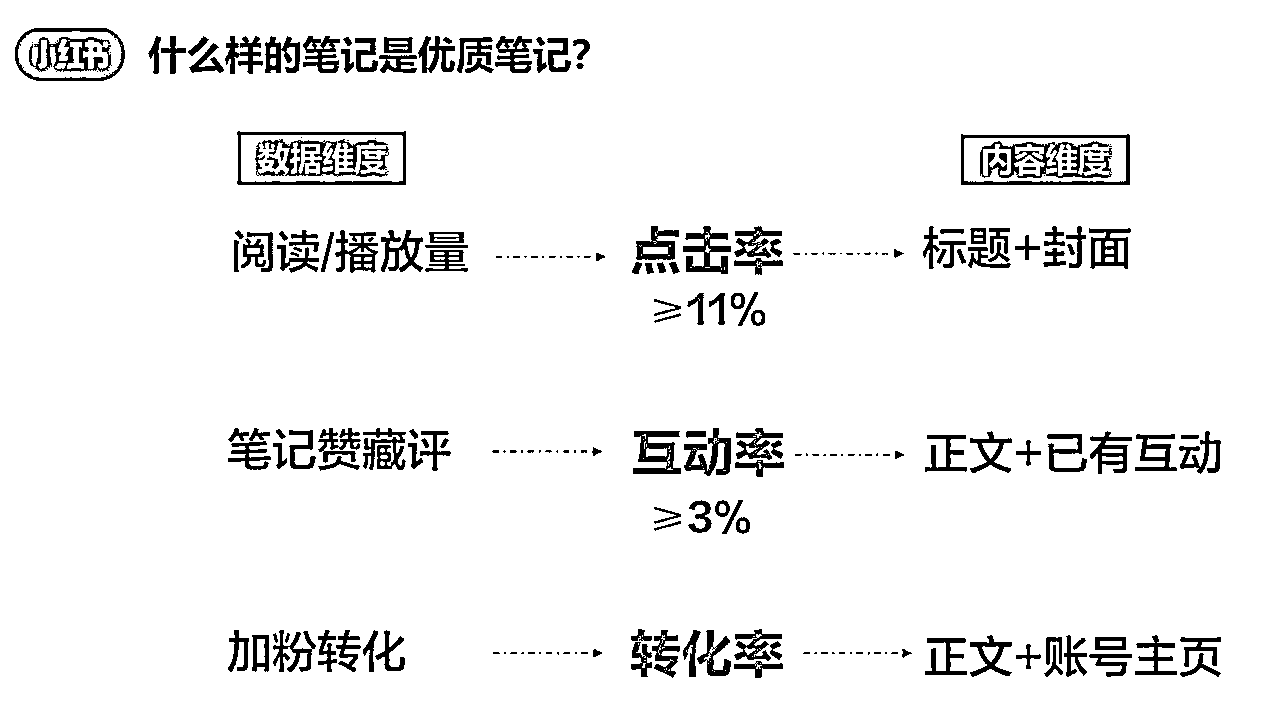 小红书 什么样的笔记是优质笔记?
数据维度 内容维度
阅读/播放量 点击率 标题+封面
≥11%
笔记赞藏评 互动率 正文+已有互动
≥3%
加粉转化 转化率 正文+账号主页